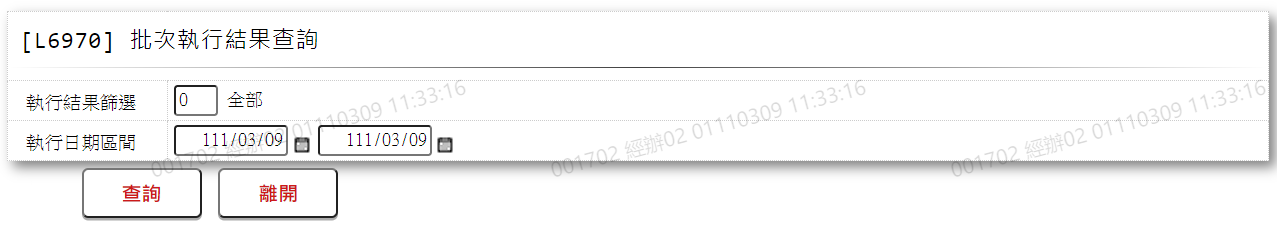 [L6970] 批次執行結果查詢
執行結果篩選 0 全部
執行日期區間 111/03/09 111/03/09
001702 經辦02 01110309 11:33:16
001702 經辦02 01110309 11:33:16
001702 經辦02 01110309 11:33:16
查詢 離開